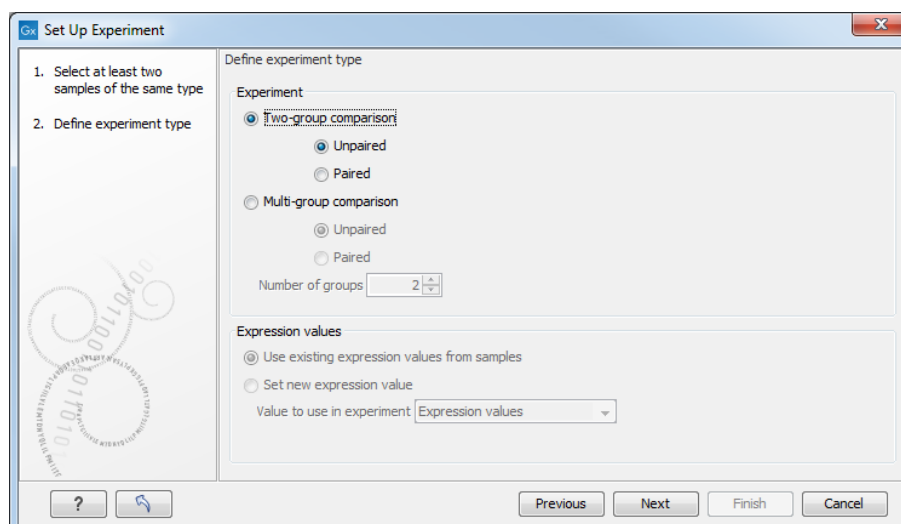 Gx Set Up Experiment
1. Select at least two
samples of the same type
2. Define experiment type
Define experiment type
Experiment
Two-group comparison
Unpaired
Paired
Multi-group comparison
Unpaired
Paired
Number of groups 2
Expression values
Use existing expression values from samples
Set new expression value
Value to use in experiment Expression values
? Previous Next Finish Cancel